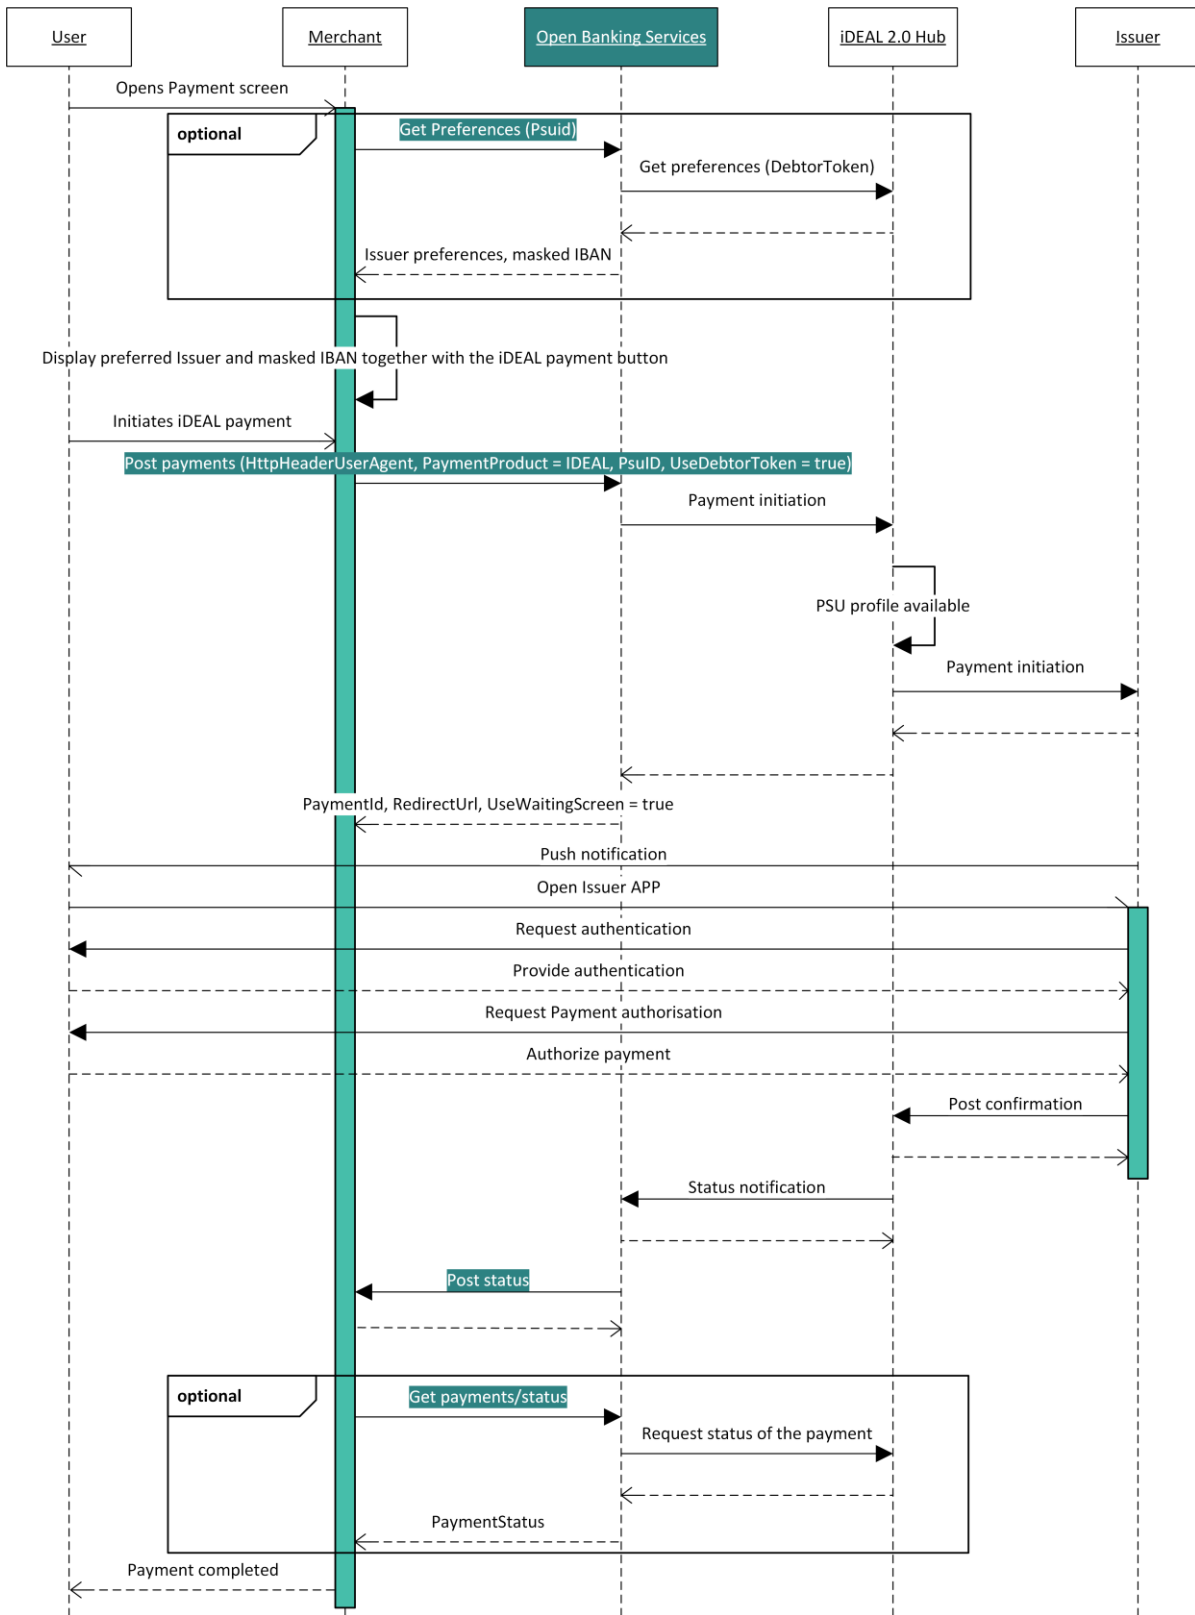 User
Merchant
Open Banking Services
iDEAL 2.0 Hub
Issuer
Opens Payment screen
optional
Get Preferences (Psuid)
Get preferences (DebtorToken)
Issuer preferences, masked IBAN
Display preferred Issuer and masked IBAN together with the iDEAL payment button
Initiates iDEAL payment
Post payments (HttpHeaderUserAgent, PaymentProduct = IDEAL, PsuID, UseDebtorToken = true)
Payment initiation
PSU profile available
Payment initiation
PaymentId, RedirectUrl, UseWaitingScreen = true
Push notification
Open Issuer APP
Request authentication
Provide authentication
Request Payment authorisation
Authorize payment
Post confirmation
Status notification
Post status
optional
Get payments/status
Request status of the payment
PaymentStatus
Payment completed